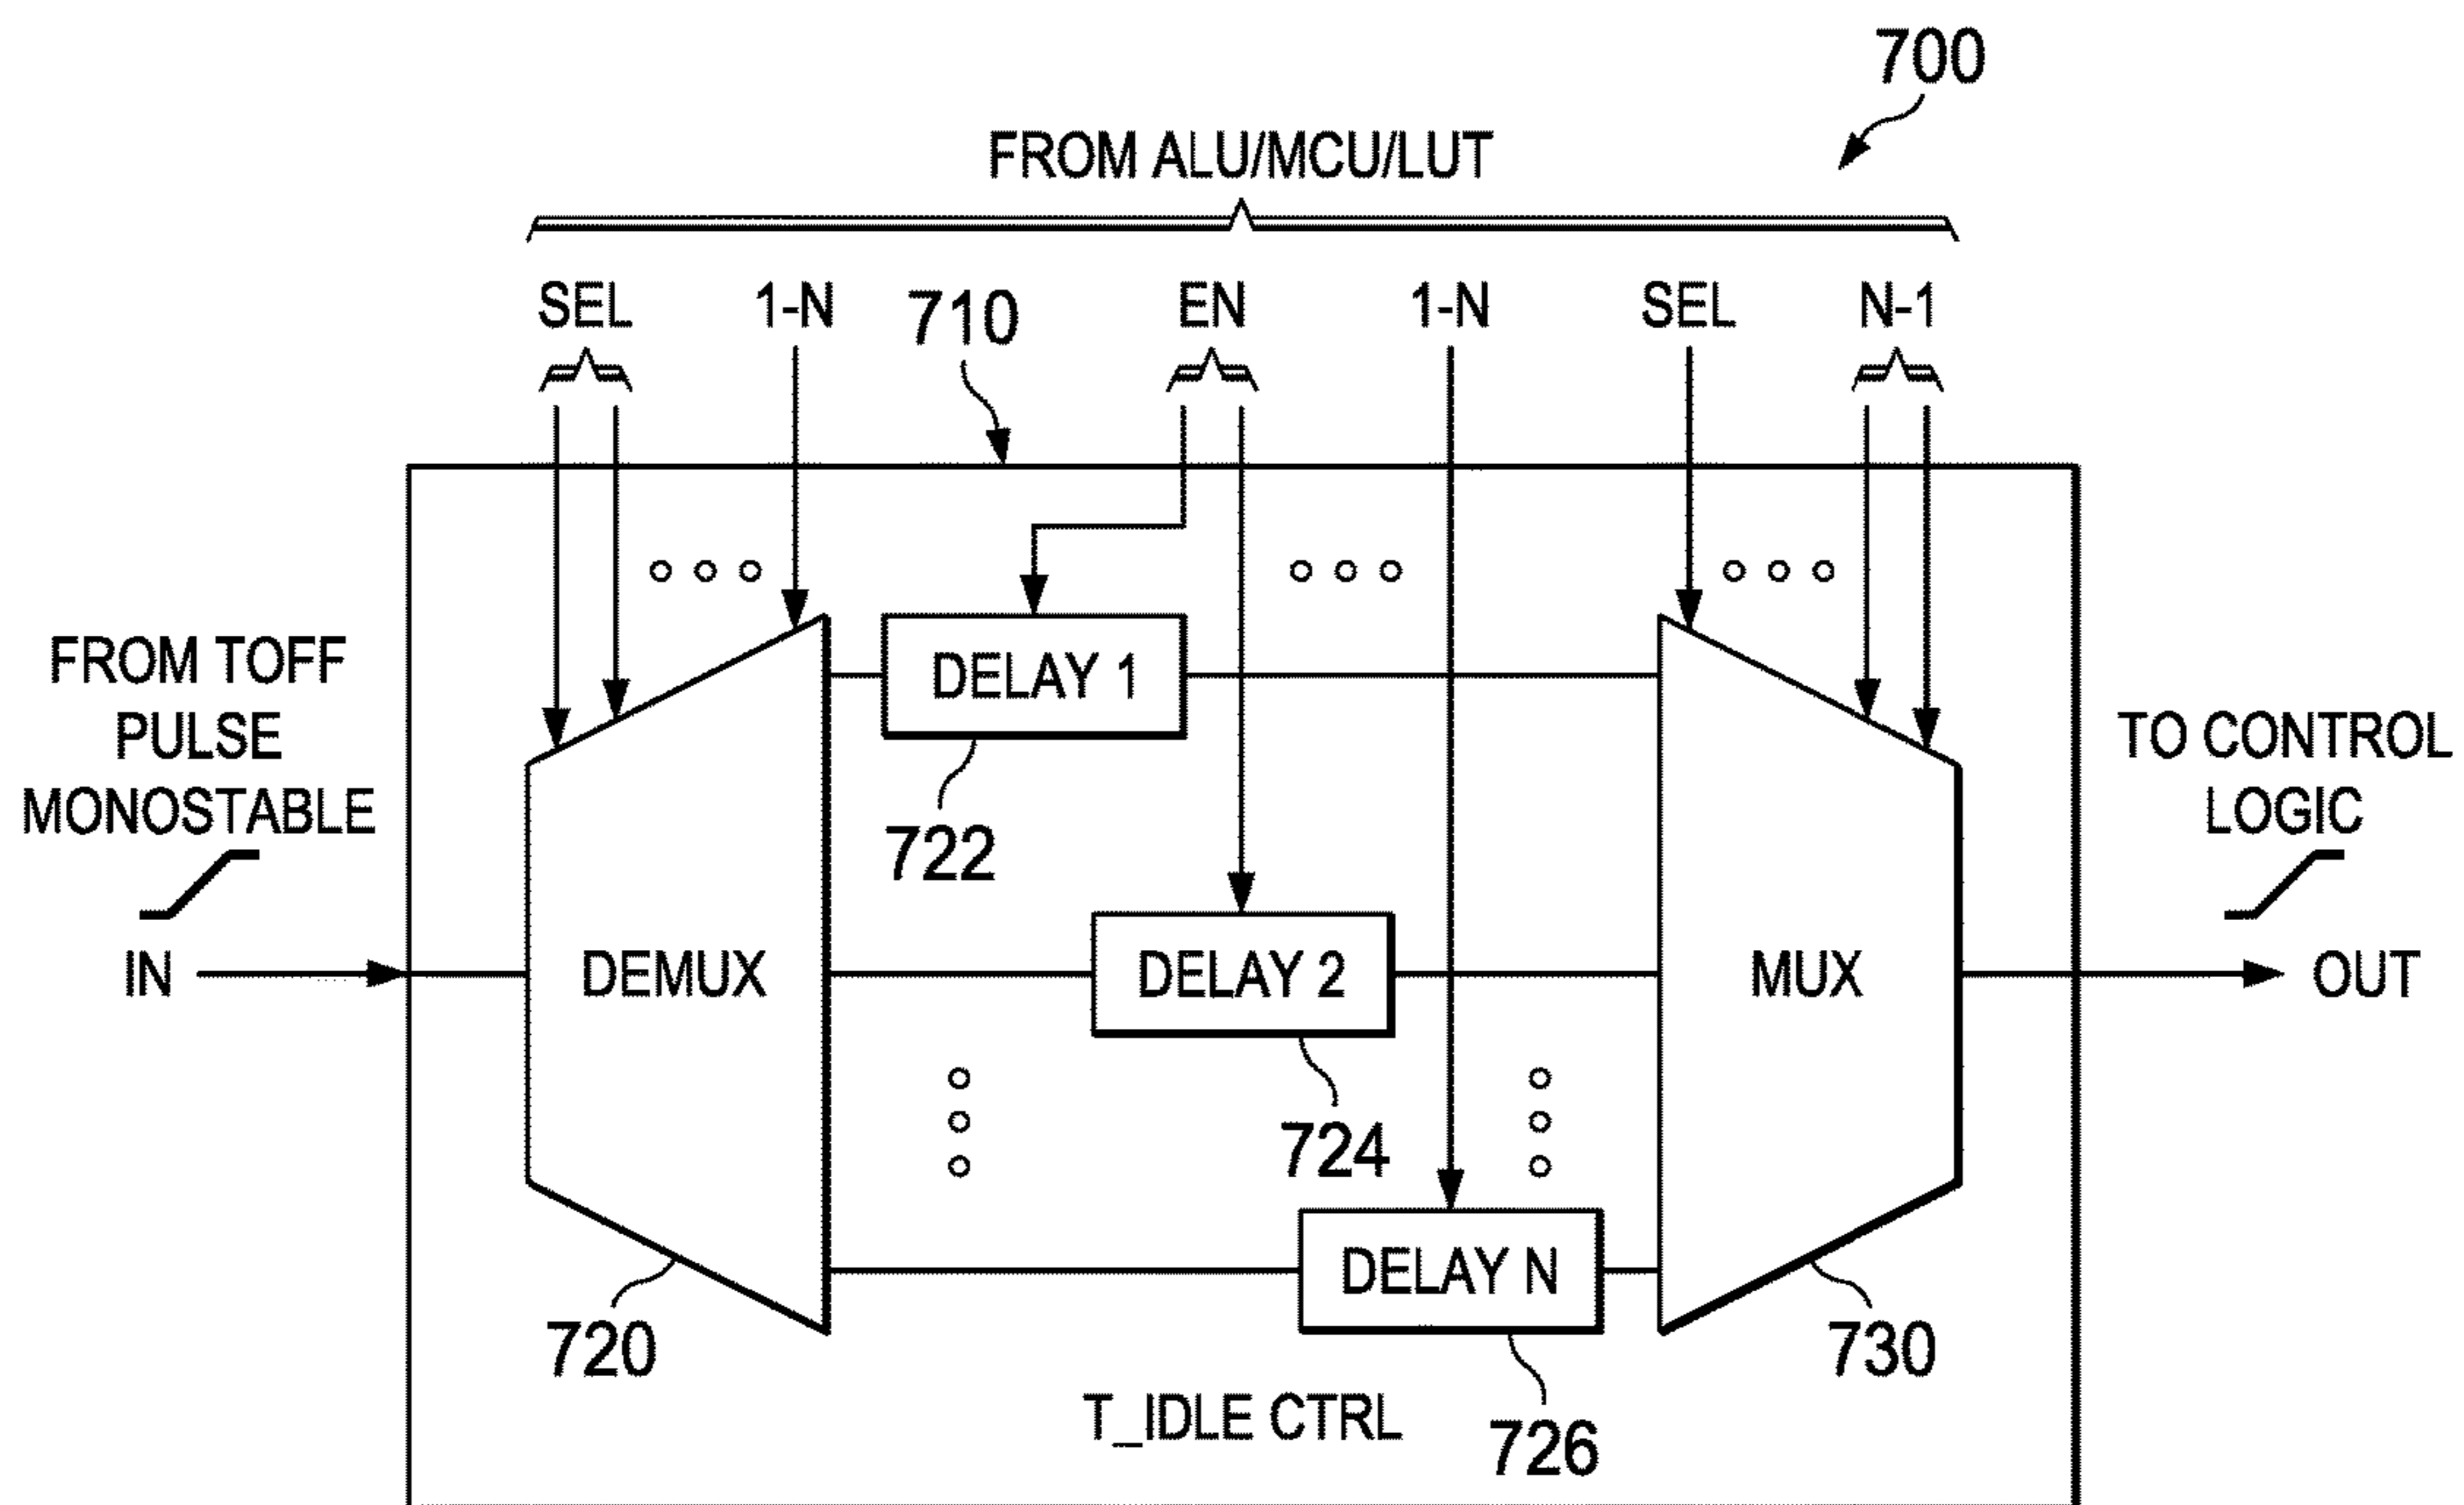 700
FROM ALU/MCU/LUT
SEL
1-N
710
EN
1-N
SEL
N-1
FROM TOFF
PULSE
MONOSTABLE
IN
DEMUX
720
DELAY 1
722
DELAY 2
724
DELAY N
726
MUX
730
T_IDLE CTRL
TO CONTROL
LOGIC
OUT